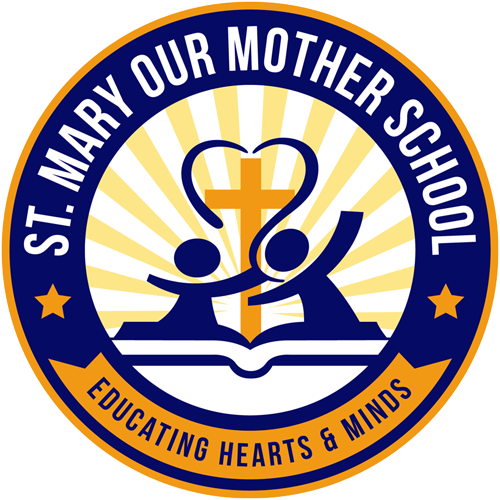 ST. MARY OUR MOTHER SCHOOL
EDUCATING HEARTS & MINDS